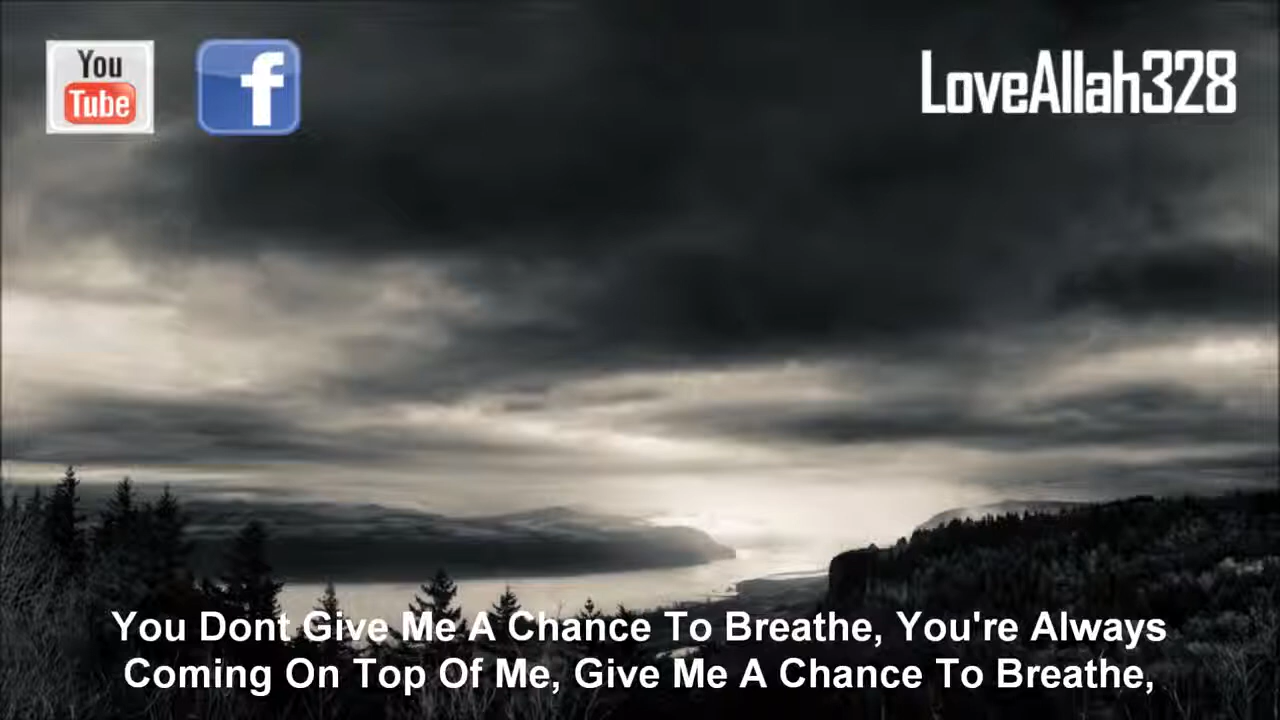 You
Tube
f
LoveAllah328
You Dont Give Me A Chance To Breathe, You're Always
Coming On Top Of Me, Give Me A Chance To Breathe,